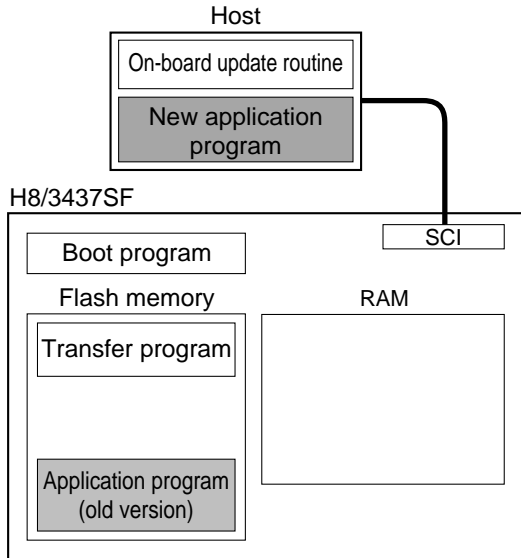 Host
On-board update routine
New application
program
H8/3437SF
SCI
Boot program
Flash memory
RAM
Transfer program
Application program
(old version)